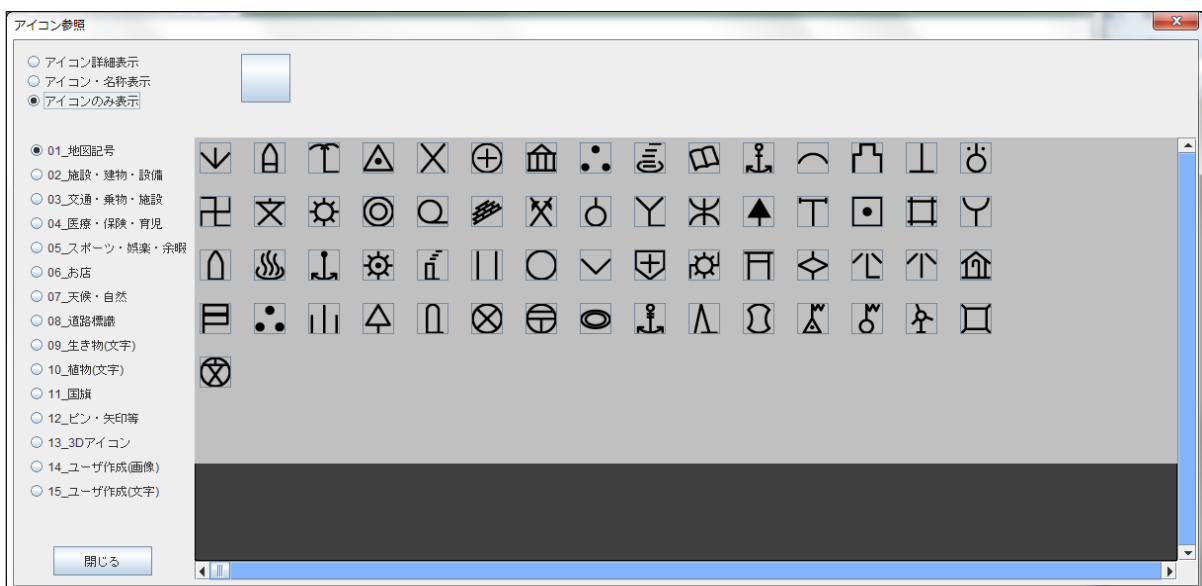 アイコン参照
アイコン詳細表示
アイコン・名称表示
アイコンのみ表示
01_地図記号
02_施設・建物・設備
03_交通・乗物・施設
04_医療・保険・育児
05_スポーツ・娯楽・余暇
06_お店
07_天候・自然
08_道路標識
09_生き物(文字)
10_植物(文字)
11_国旗
12_ピン・矢印等
13_3Dアイコン
14_ユーザ作成(画像)
15_ユーザ作成(文字)
閉じる